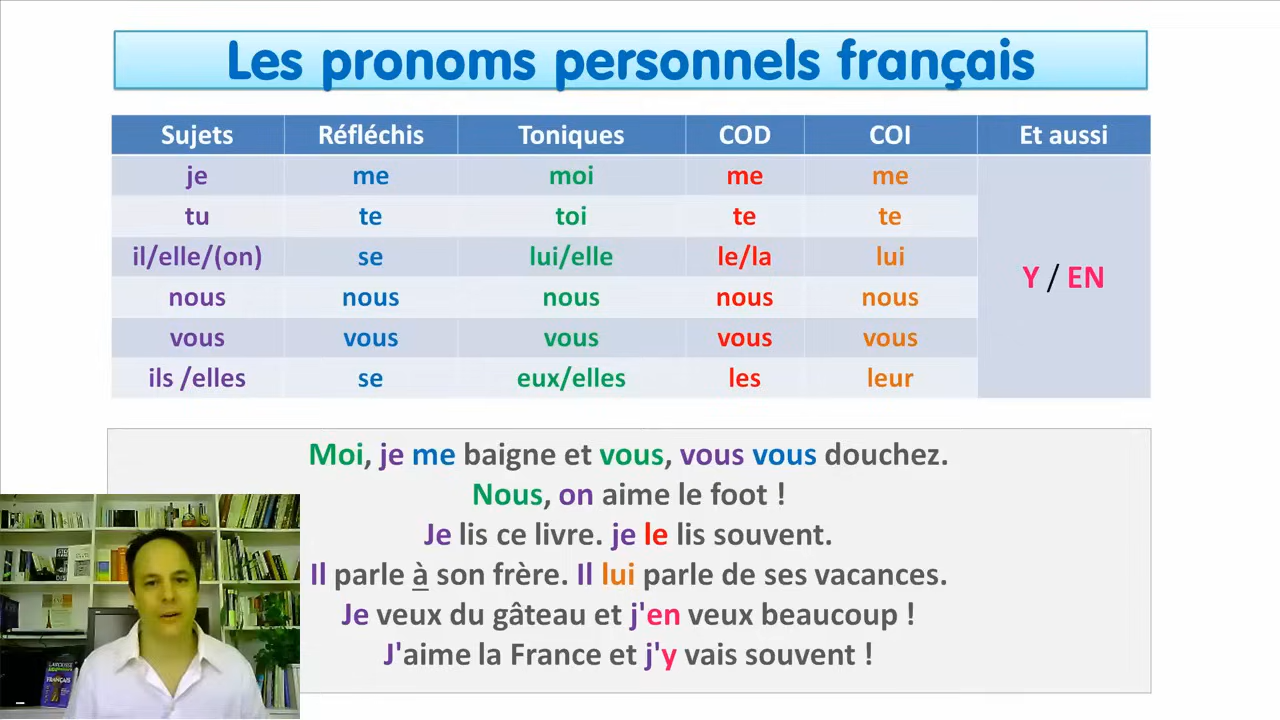 Les pronoms personnels français
Sujets Réfléchis Toniques COD COI Et aussi
je me moi me me
tu te toi te te
il/elle/(on) se lui/elle le/la lui
Y / EN
nous nous nous nous nous
vous vous vous vous vous
ils /elles se eux/elles les leur
Moi, je me baigne et vous, vous vous douchez.
Nous, on aime le foot !
Je lis ce livre. je le lis souvent.
Il parle à son frère. Il lui parle de ses vacances.
Je veux du gâteau et j'en veux beaucoup !
J'aime la France et j'y vais souvent !
LAROUSSE
FRANÇAIS